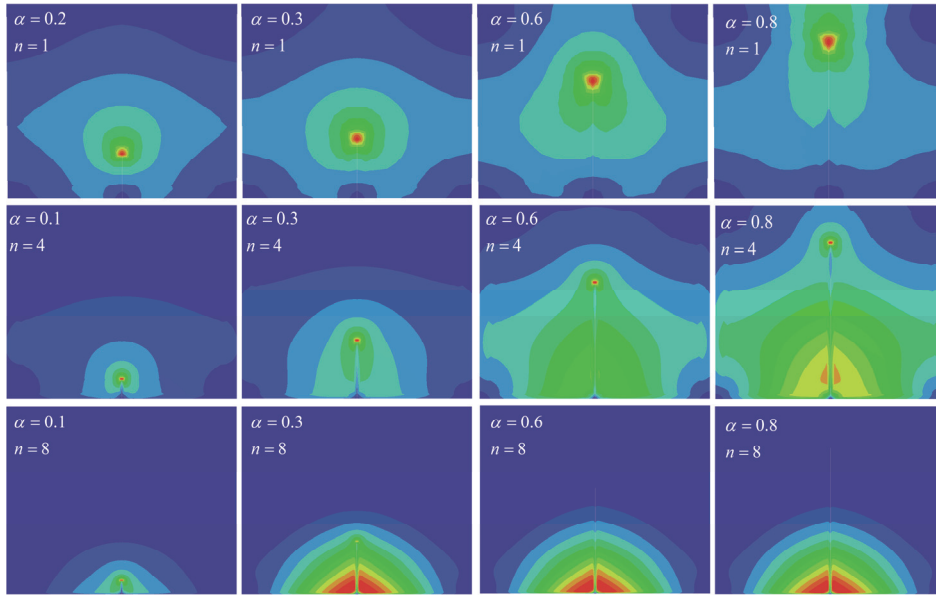 α = 0.2
n = 1
α = 0.3
n = 1
α = 0.6
n = 1
α = 0.8
n = 1
α = 0.1
n = 4
α = 0.3
n = 4
α = 0.6
n = 4
α = 0.8
n = 4
α = 0.1
n = 8
α = 0.3
n = 8
α = 0.6
n = 8
α = 0.8
n = 8